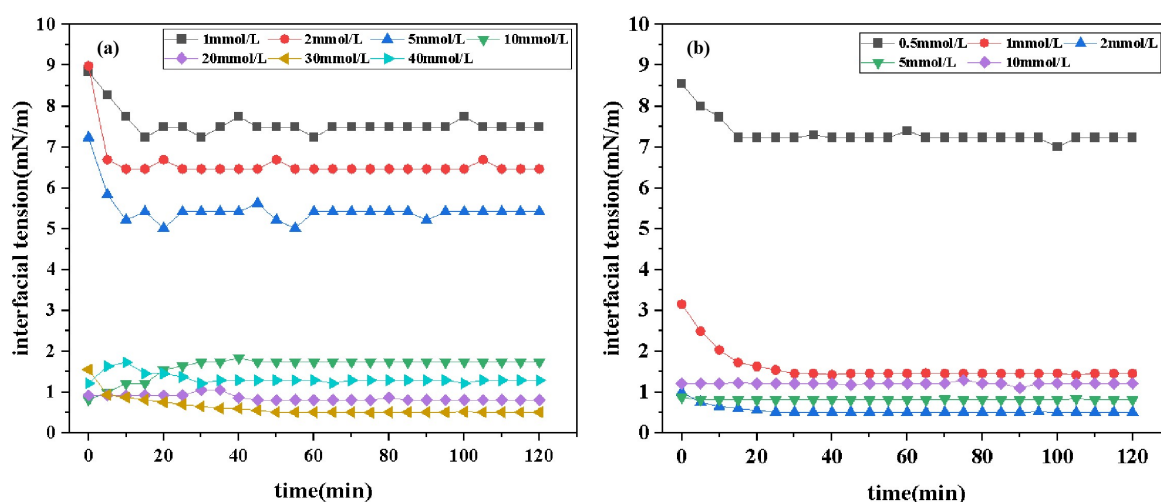 (a)
1mmol/L 2mmol/L 5mmol/L 10mmol/L
20mmol/L 30mmol/L 40mmol/L
interfacial tension(mN/m)
10
9
8
7
6
5
4
3
2
1
0
0 20 40 60 80 100 120
time(min)
(b)
0.5mmol/L 1mmol/L 2mmol/L
5mmol/L 10mmol/L
interfacial tension(mN/m)
10
9
8
7
6
5
4
3
2
1
0
0 20 40 60 80 100 120
time(min)